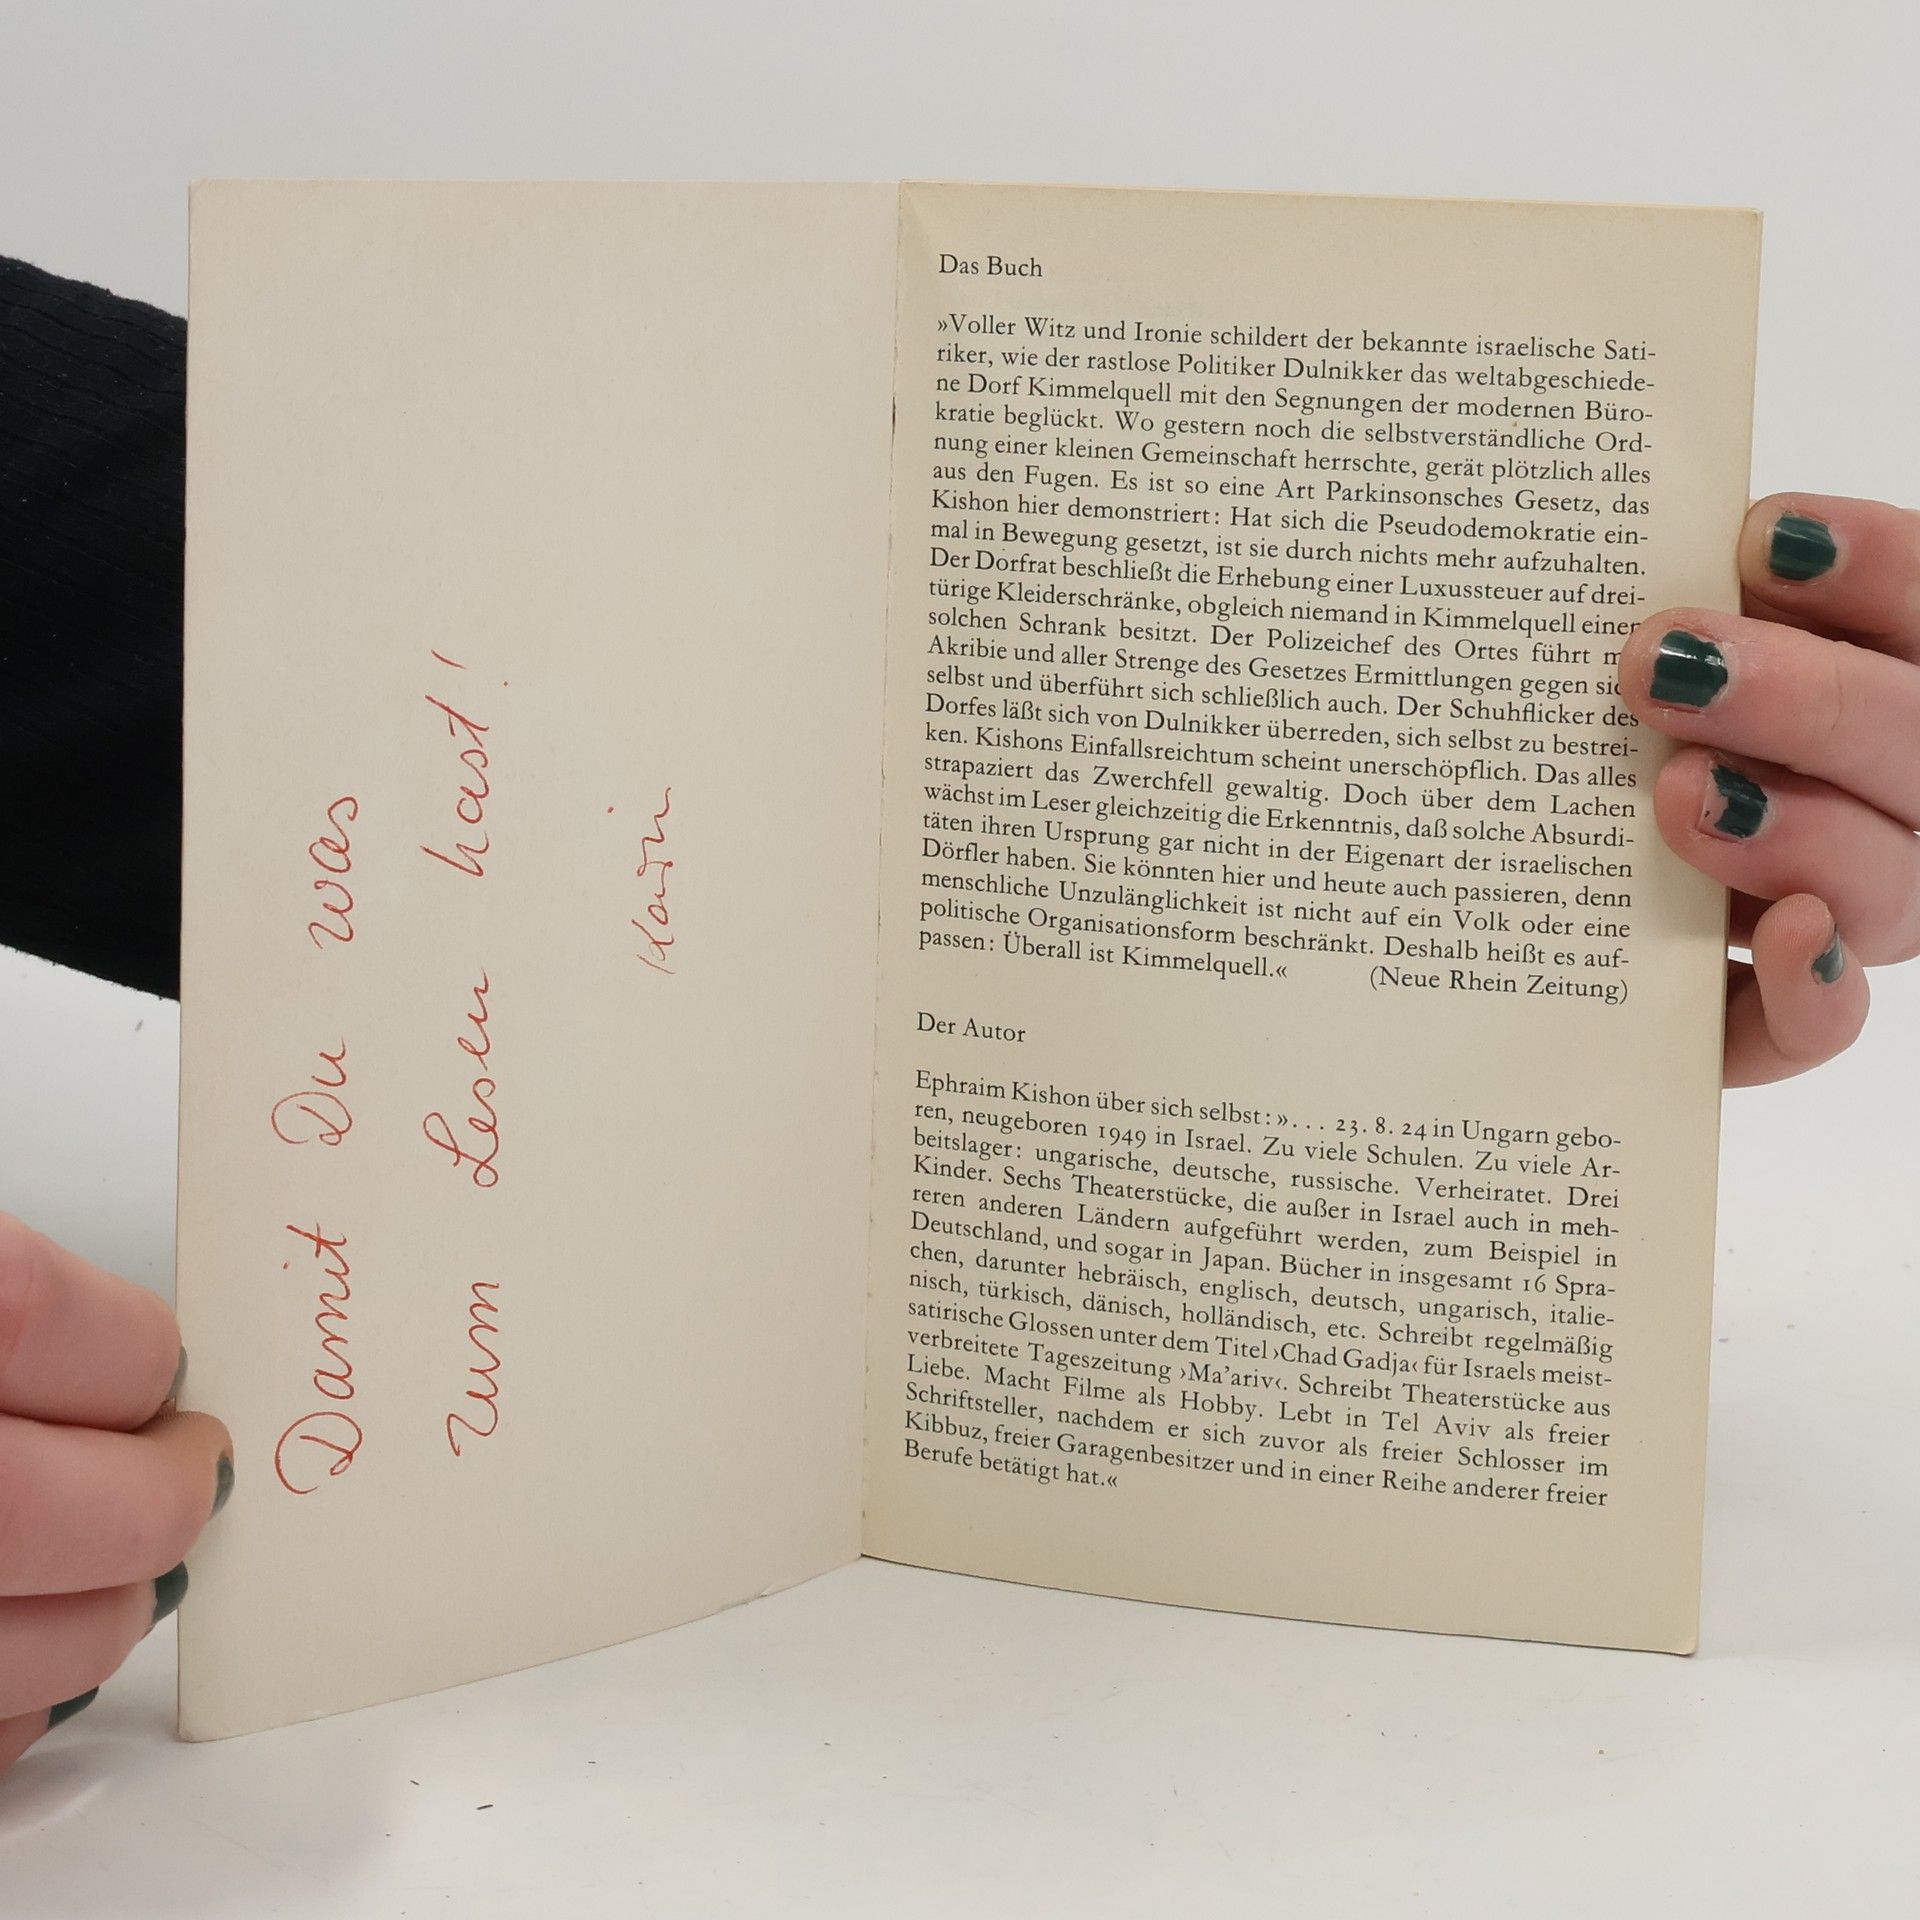 Damit Du was
zum Lesen hast!
Karin
Das Buch
»Voller Witz und Ironie schildert der bekannte israelische Sati-
riker, wie der rastlose Politiker Dulnikker das weltabgeschiede-
ne Dorf Kimmelquell mit den Segnungen der modernen Büro-
kratie beglückt. Wo gestern noch die selbstverständliche Ord-
nung einer kleinen Gemeinschaft herrschte, gerät plötzlich alles
aus den Fugen. Es ist so eine Art Parkinsonsches Gesetz, das
Kishon hier demonstriert: Hat sich die Pseudodemokratie ein-
mal in Bewegung gesetzt, ist sie durch nichts mehr aufzuhalten.
Der Dorfrat beschließt die Erhebung einer Luxussteuer auf drei-
türige Kleiderschränke, obgleich niemand in Kimmelquell einen
solchen Schrank besitzt. Der Polizeichef des Ortes führt
Akribie und aller Strenge des Gesetzes Ermittlungen gegen
selbst und überführt sich schließlich auch. Der Schuhflicker des
Dorfes läßt sich von Dulnikker überreden, sich selbst zu bestrei-
ken. Kishons Einfallsreichtum scheint unerschöpflich. Das alles
strapaziert das Zwerchfell gewaltig. Doch über dem Lachen
wächst im Leser gleichzeitig die Erkenntnis, daß solche Absurdi-
täten ihren Ursprung gar nicht in der Eigenart der israelischen
Dörfler haben. Sie könnten hier und heute auch passieren, denn
menschliche Unzulänglichkeit ist nicht auf ein Volk oder eine
politische Organisationsform beschränkt. Deshalb heißt es auf-
passen: Überall ist Kimmelquell.« (Neue Rhein Zeitung)
Der Autor
Ephraim Kishon über sich selbst: »... 23. 8. 24 in Ungarn gebo-
ren, neugeboren 1949 in Israel. Zu viele Schulen. Zu viele Ar-
beitslager: ungarische, deutsche, russische. Verheiratet. Drei
Kinder. Sechs Theaterstücke, die außer in Israel auch in meh-
reren anderen Ländern aufgeführt werden, zum Beispiel in
Deutschland, und sogar in Japan. Bücher in insgesamt 16 Spra-
chen, darunter hebräisch, englisch, deutsch, ungarisch, italie-
nisch, türkisch, dänisch, holländisch, etc. Schreibt regelmäßig
satirische Glossen unter dem Titel ›Chad Gadja‹ für Israels meist-
verbreitete Tageszeitung ›Ma'ariv‹. Schreibt Theaterstücke aus
Liebe. Macht Filme als Hobby. Lebt in Tel Aviv als freier
Schriftsteller, nachdem er sich zuvor als freier Schlosser im
Kibbuz, freier Garagenbesitzer und in einer Reihe anderer freier
Berufe betätigt hat.«